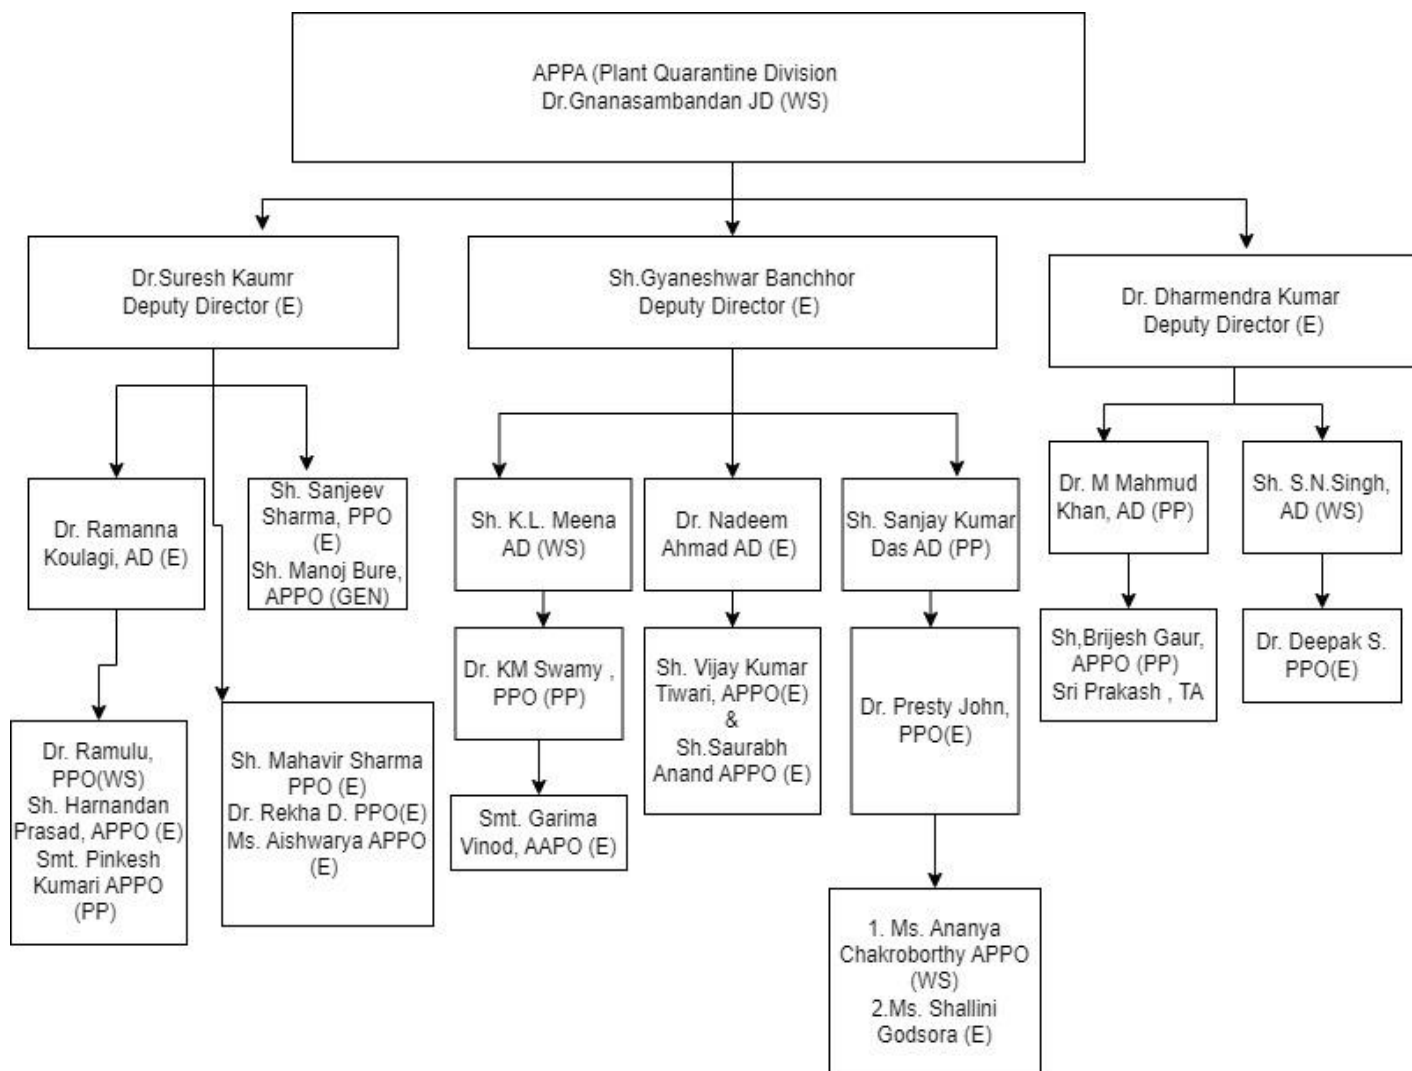 APPA (Plant Quarantine Division
Dr.Gnanasambandan JD (WS)
Dr.Suresh Kaumr
Deputy Director (E)
Sh.Gyaneshwar Banchhor
Deputy Director (E)
Dr. Dharmendra Kumar
Deputy Director (E)
Dr. Ramanna
Koulagi, AD (E)
Sh. Sanjeev
Sharma, PPO
(E)
Sh. Manoj Bure,
APPO (GEN)
Sh. K.L. Meena
AD (WS)
Dr. Nadeem
Ahmad AD (E)
Sh. Sanjay Kumar
Das AD (PP)
Dr. M Mahmud
Khan, AD (PP)
Sh. S.N.Singh,
AD (WS)
Dr. Ramulu,
PPO(WS)
Sh. Harnandan
Prasad, APPO (E)
Smt. Pinkesh
Kumari APPO
(PP)
Sh. Mahavir Sharma
PPO (E)
Dr. Rekha D. PPO(E)
Ms. Aishwarya APPO
(E)
Dr. KM Swamy ,
PPO (PP)
Smt. Garima
Vinod, AAPO (E)
Sh. Vijay Kumar
Tiwari, APPO(E)
&
Sh.Saurabh
Anand APPO (E)
Dr. Presty John,
PPO(E)
1. Ms. Ananya
Chakroborthy APPO
(WS)
2.Ms. Shallini
Godsora (E)
Sh,Brijesh Gaur,
APPO (PP)
Sri Prakash , TA
Dr. Deepak S.
PPO(E)